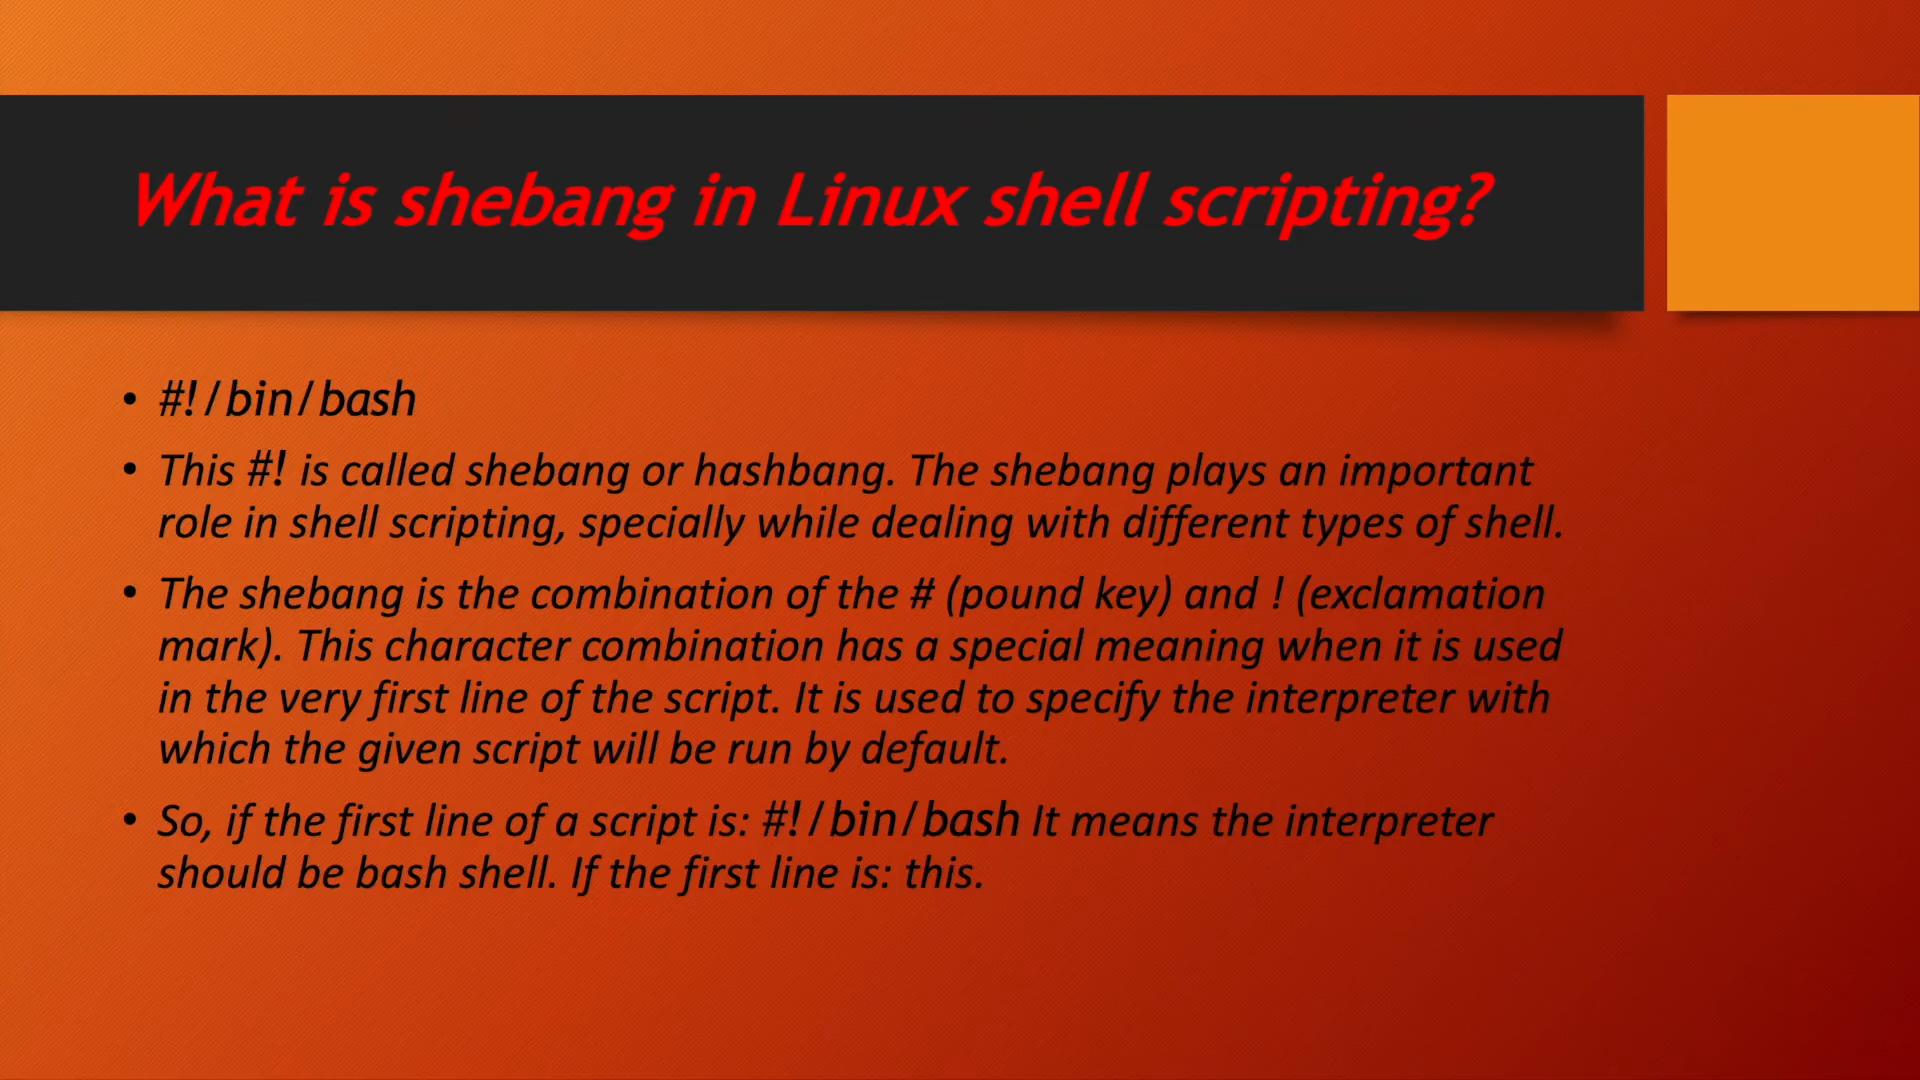 What is shebang in Linux shell scripting?
• #!/bin/bash
• This #! is called shebang or hashbang. The shebang plays an important
role in shell scripting, specially while dealing with different types of shell.
• The shebang is the combination of the # (pound key) and ! (exclamation
mark). This character combination has a special meaning when it is used
in the very first line of the script. It is used to specify the interpreter with
which the given script will be run by default.
• So, if the first line of a script is: #!/bin/bash It means the interpreter
should be bash shell. If the first line is: this.